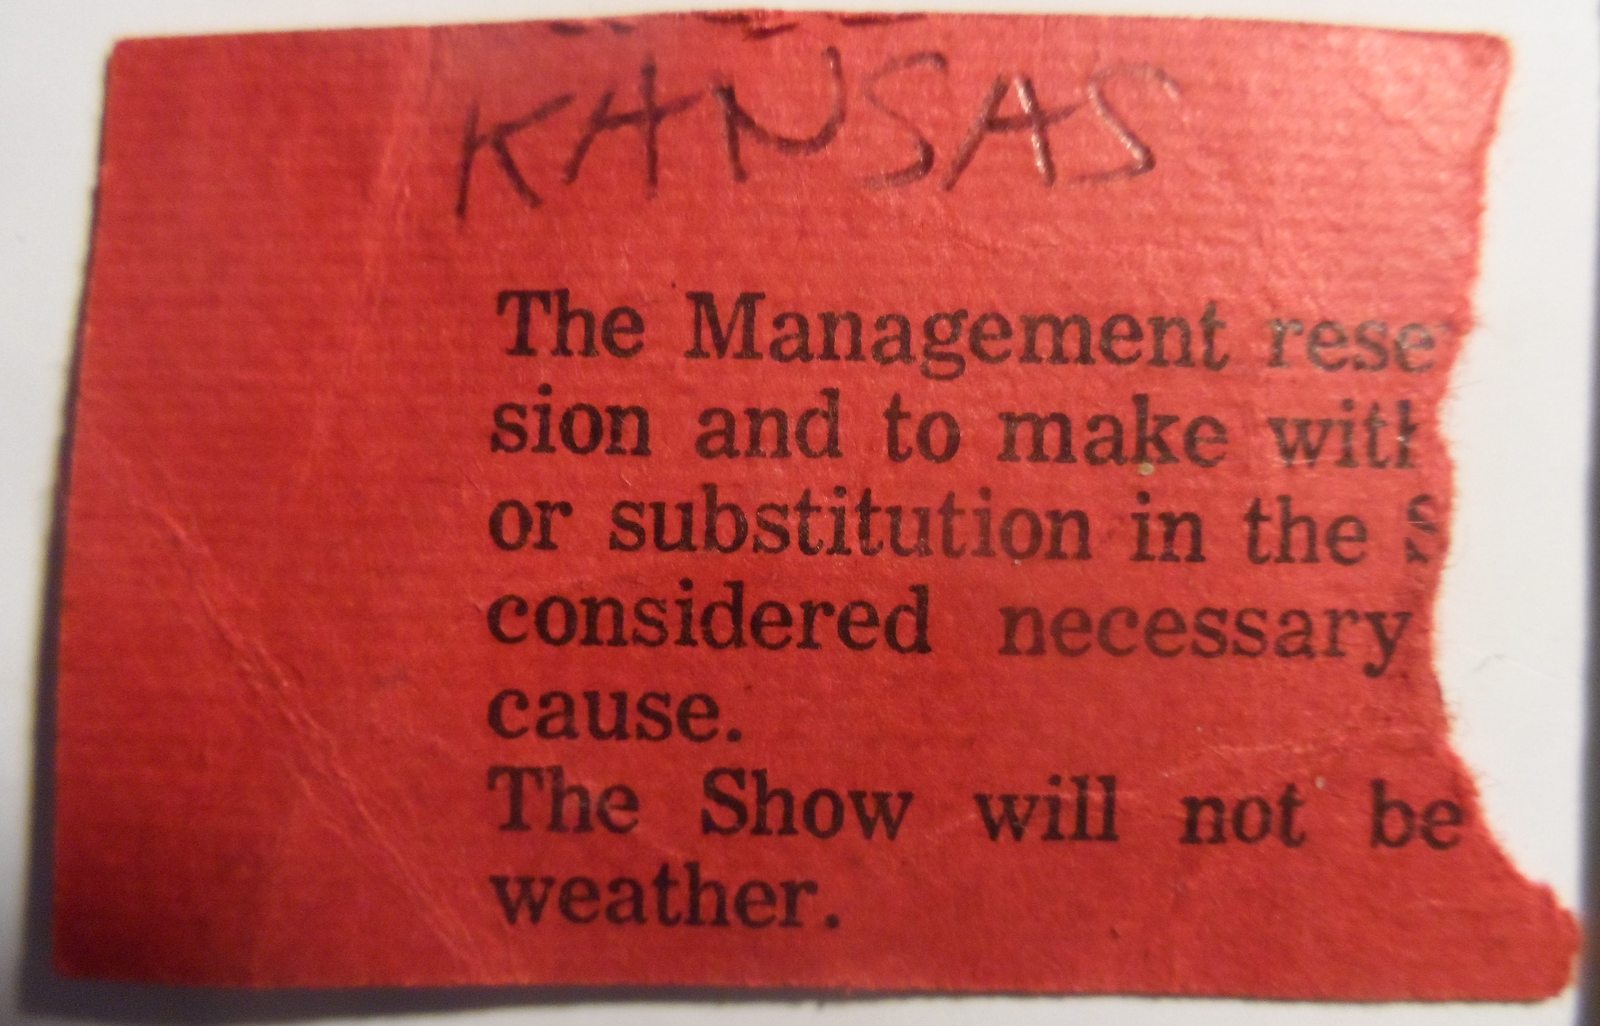 KANSAS
The Management rese
sion and to make with
or substitution in the S
considered necessary
cause.
The Show will not be
weather.